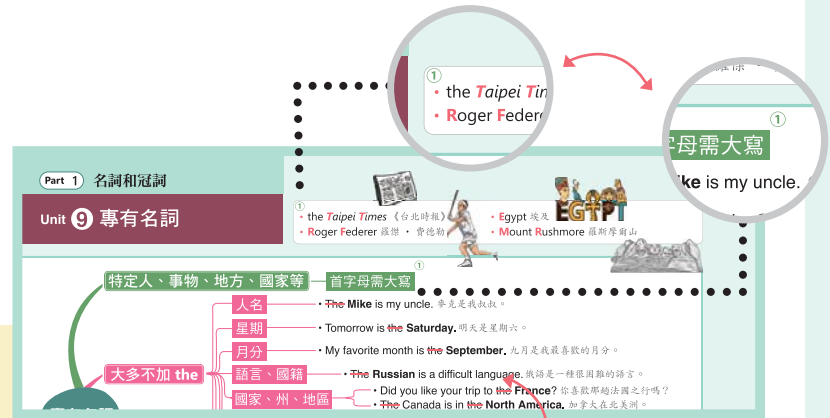 ①
• the Taipei Tim
• Roger Federe
①
字母需大寫
ke is my uncle.
Part 1 名詞和冠詞
Unit 9 專有名詞
①
• the Taipei Times 《台北時報》
• Roger Federer 羅傑・費德勒
• Egypt 埃及
• Mount Rushmore 羅斯摩爾山
EGYPT
特定人、事物、地方、國家等
首字母需大寫
①
大多不加 the
人名
• The Mike is my uncle. 麥克是我叔叔。
星期
• Tomorrow is the Saturday. 明天是星期六。
月分
• My favorite month is the September. 九月是我最喜歡的月分。
語言、國籍
• The Russian is a difficult language. 俄語是一種很困難的語言。
國家、州、地區
• Did you like your trip to the France? 你喜歡那趟法國之行嗎？
• The Canada is in the North America. 加拿大在北美洲。